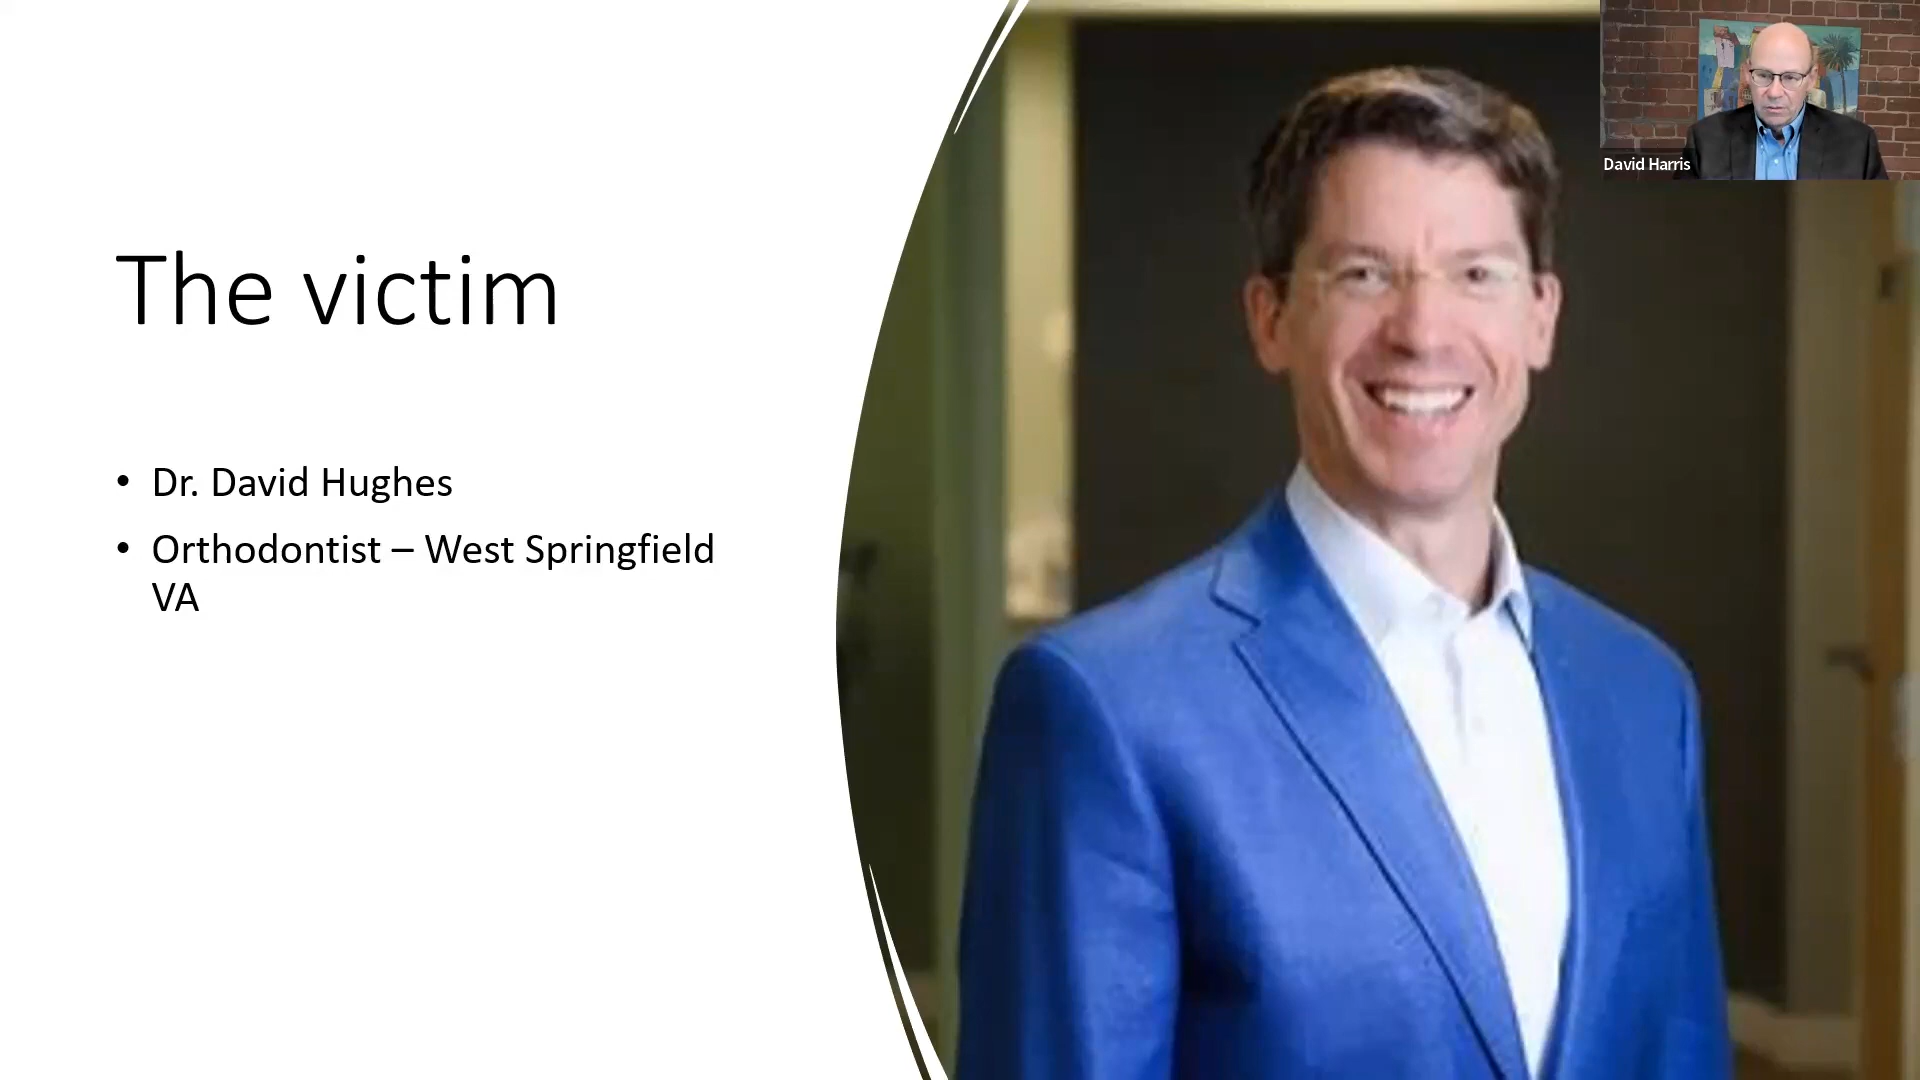 The victim
• Dr. David Hughes
• Orthodontist – West Springfield
VA
David Harris